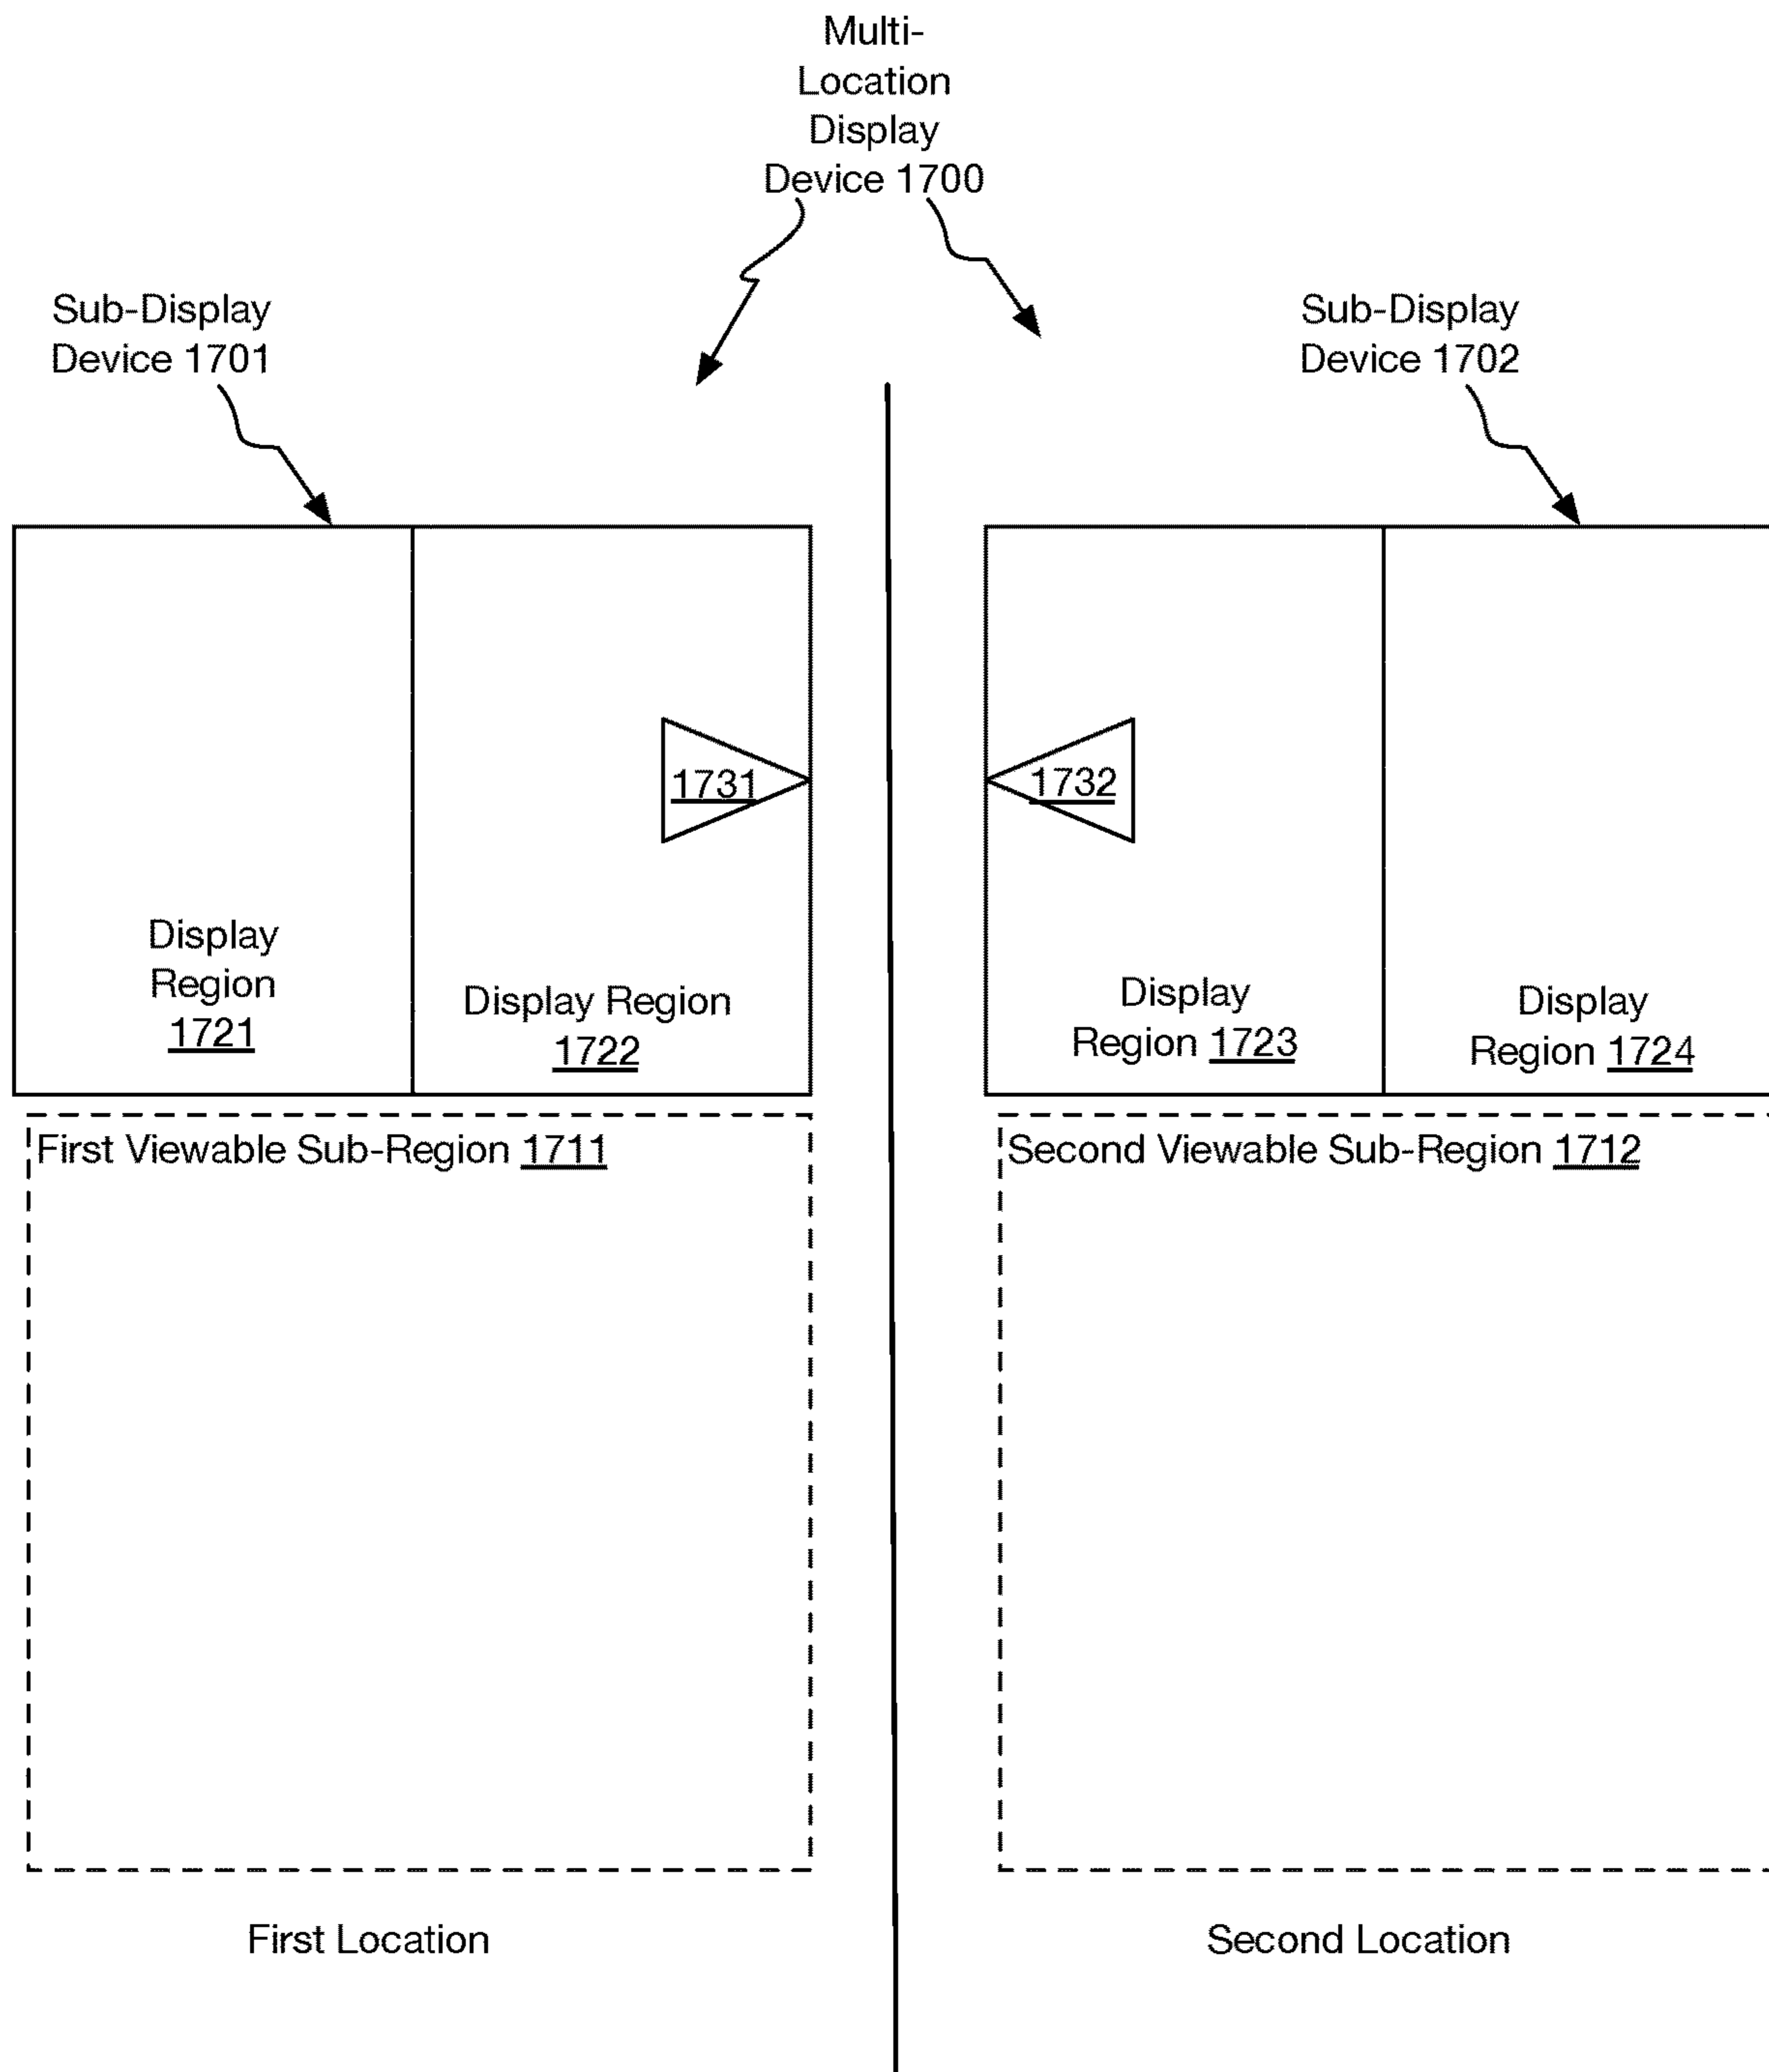 Multi-
Location
Display
Device 1700
Sub-Display
Device 1701
Sub-Display
Device 1702
1731
1732
Display
Region
1721
Display Region
1722
Display
Region 1723
Display
Region 1724
First Viewable Sub-Region 1711
Second Viewable Sub-Region 1712
First Location
Second Location